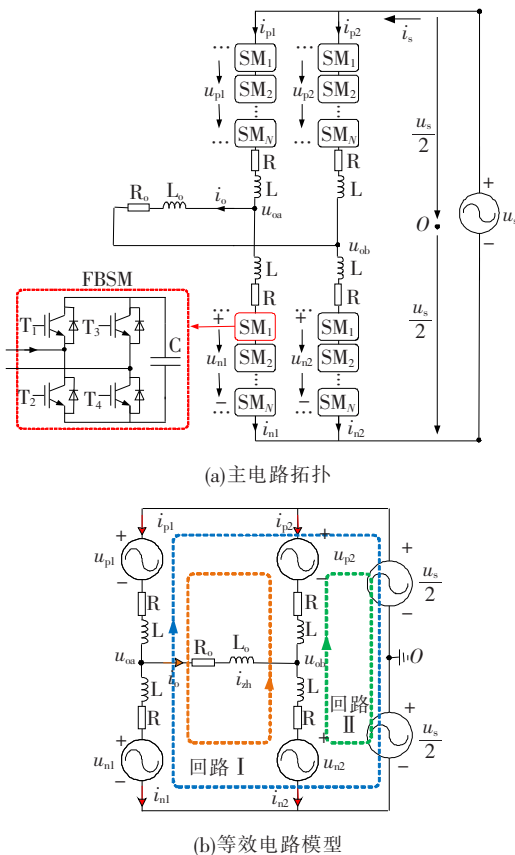 i_p1 i_p2 i_s
... SM_1 ... SM_1
u_p1 SM_2 u_p2 SM_2
... SM_N ... SM_N
R R
L L
R_o L_o i_o
u_oa
u_ob
u_s/2
O
+
−
u_s
u_s/2
L L
R R
FBSM
T_1 T_3 C
T_2 T_4
... SM_1 ... SM_1
+ +
u_n1 SM_2 u_n2 SM_2
− −
... SM_N ... SM_N
i_n1 i_n2
(a)主电路拓扑
i_p1 i_p2
+ + +
u_p1 u_p2
− − −
u_s/2
R R
L L
R_o L_o
u_oa u_ob O
i_o i_zh
L L
R R
回路Ⅰ
回路
Ⅱ
+ + +
u_n1 u_n2
− − −
u_s/2
i_n1 i_n2
(b)等效电路模型